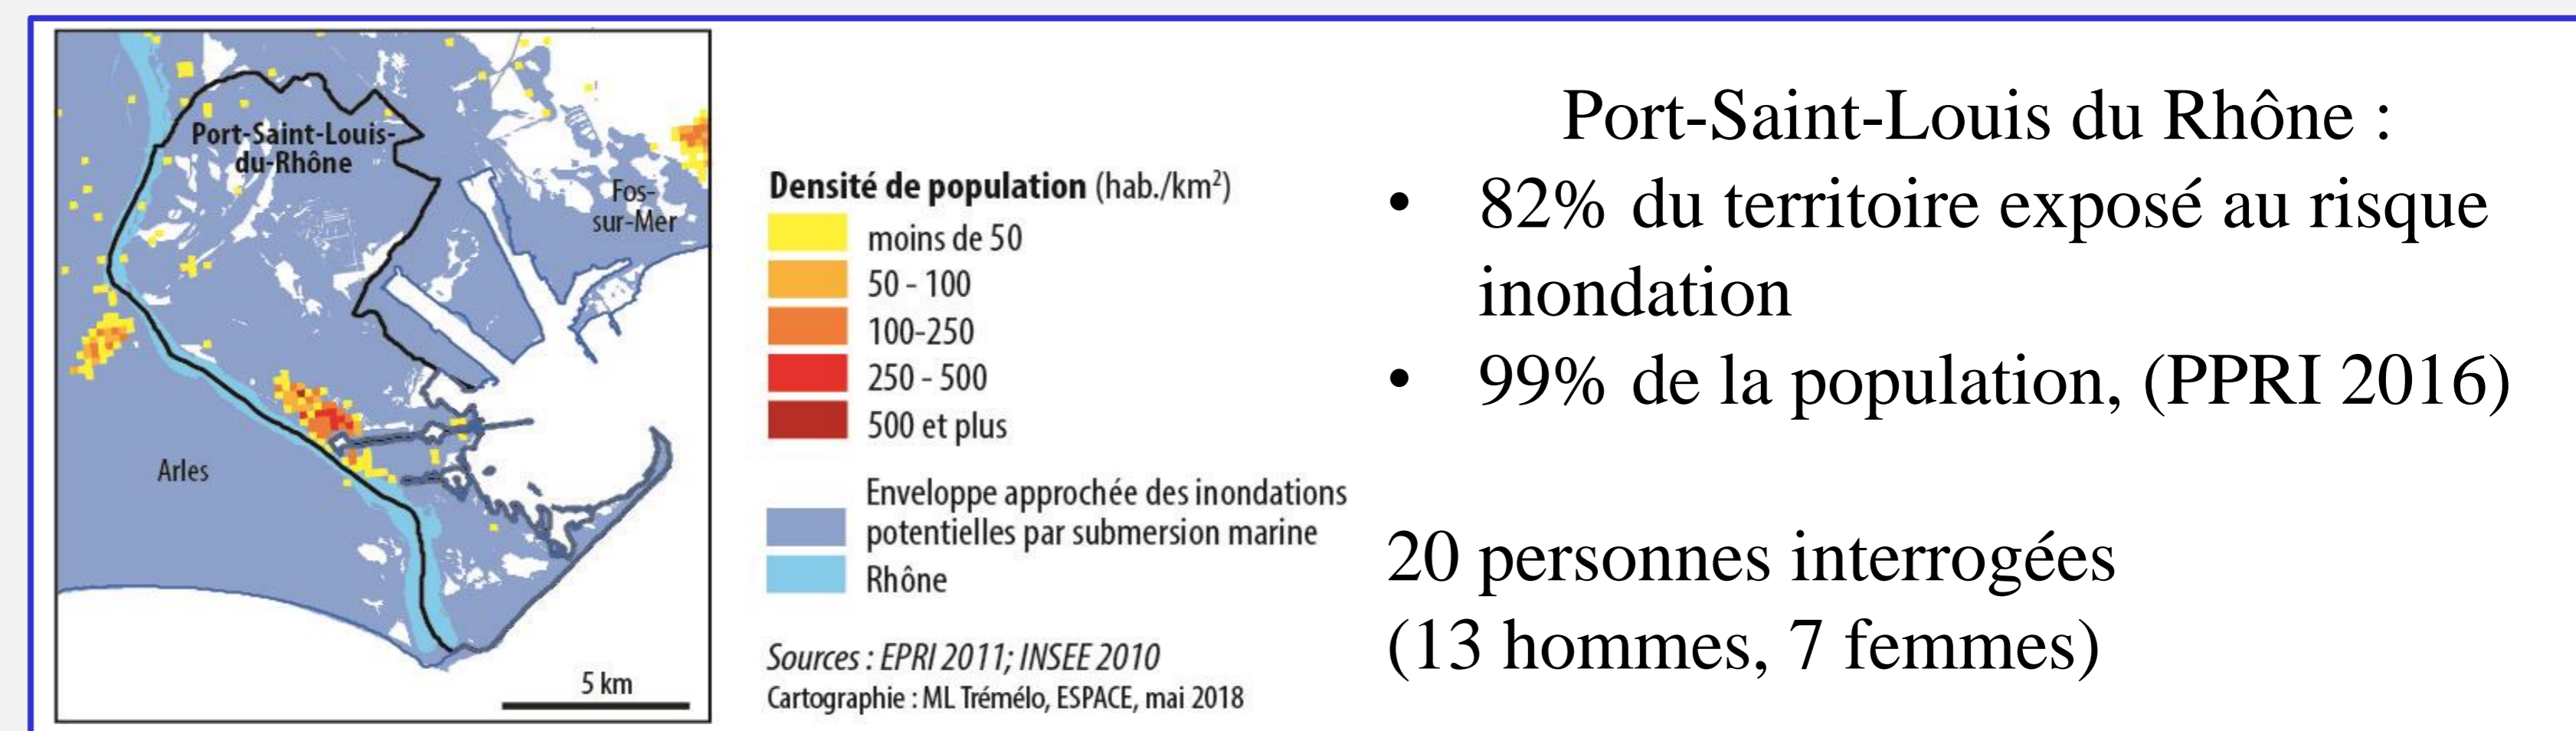 Port-Saint-Louis-
du-Rhône
Fos-
sur-Mer
Arles
5 km
Densité de population (hab./km²)
moins de 50
50 - 100
100-250
250 - 500
500 et plus
Enveloppe approchée des inondations
potentielles par submersion marine
Rhône
Sources : EPRI 2011; INSEE 2010
Cartographie : ML Trémélo, ESPACE, mai 2018
Port-Saint-Louis du Rhône :
• 82% du territoire exposé au risque
inondation
• 99% de la population, (PPRI 2016)
20 personnes interrogées
(13 hommes, 7 femmes)